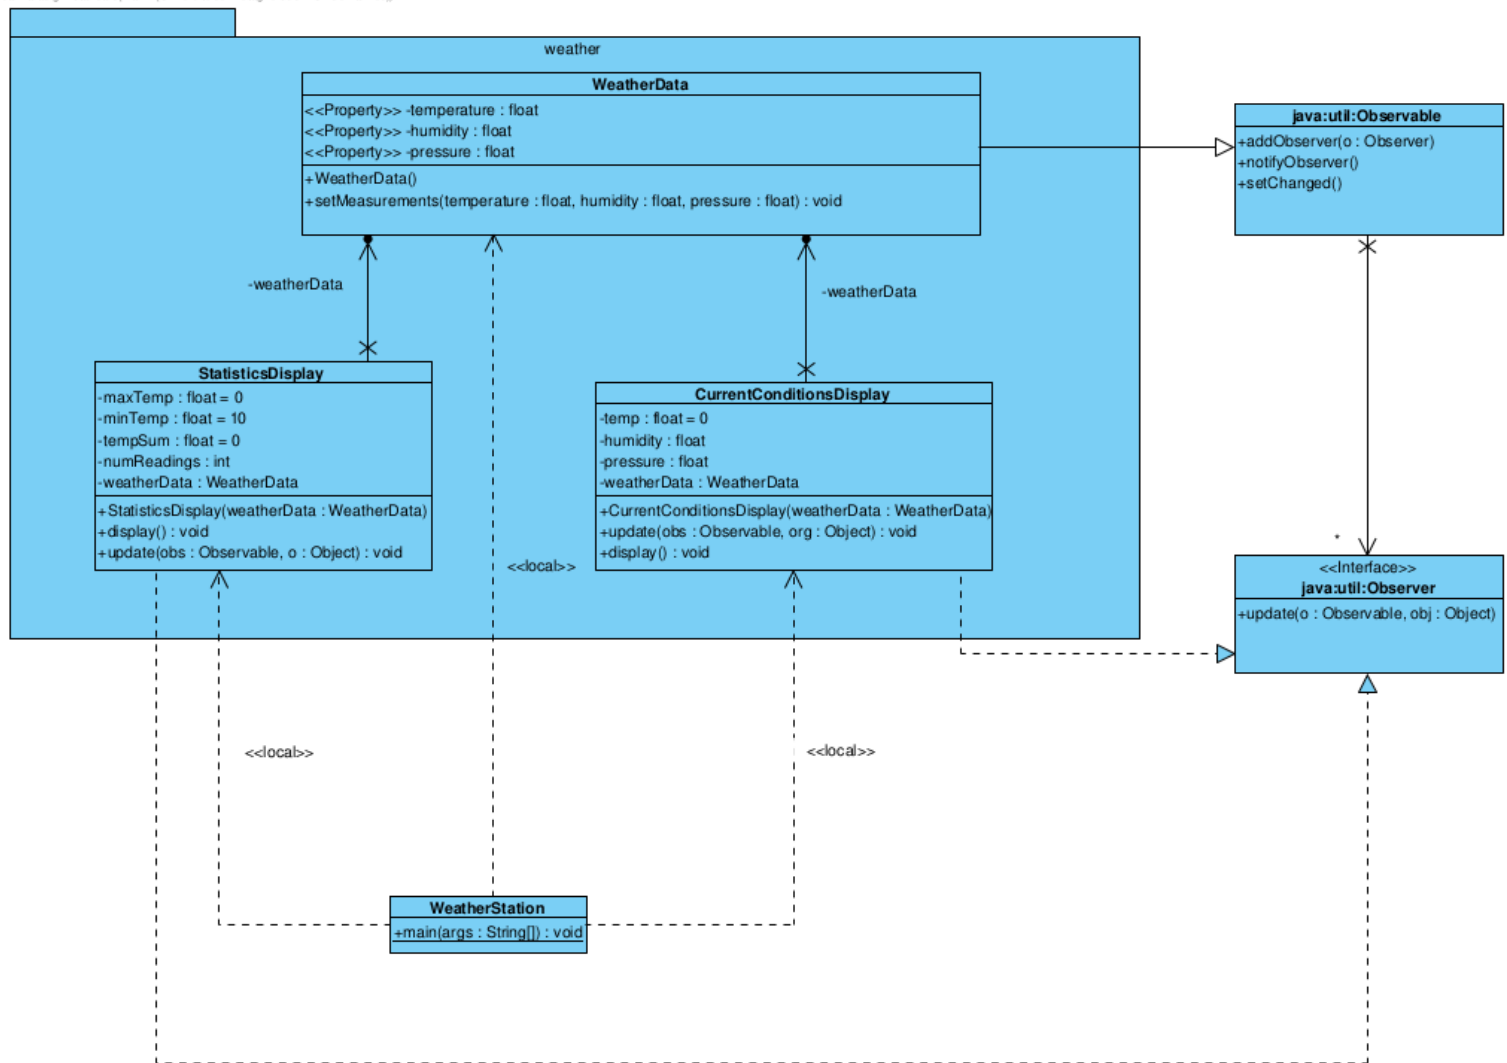 weather
WeatherData
<<Property>> -temperature : float
<<Property>> -humidity : float
<<Property>> -pressure : float
+WeatherData()
+setMeasurements(temperature : float, humidity : float, pressure : float) : void
java:util:Observable
+addObserver(o : Observer)
+notifyObserver()
+setChanged()
-weatherData
-weatherData
StatisticsDisplay
-maxTemp : float = 0
-minTemp : float = 10
-tempSum : float = 0
-numReadings : int
-weatherData : WeatherData
+StatisticsDisplay(weatherData : WeatherData)
+display() : void
+update(obs : Observable, o : Object) : void
CurrentConditionsDisplay
-temp : float = 0
-humidity : float
-pressure : float
-weatherData : WeatherData
+CurrentConditionsDisplay(weatherData : WeatherData)
+update(obs : Observable, org : Object) : void
+display() : void
<<local>>
*
<<Interface>>
java:util:Observer
+update(o : Observable, obj : Object)
<<local>>
<<local>>
WeatherStation
+main(args : String[]) : void